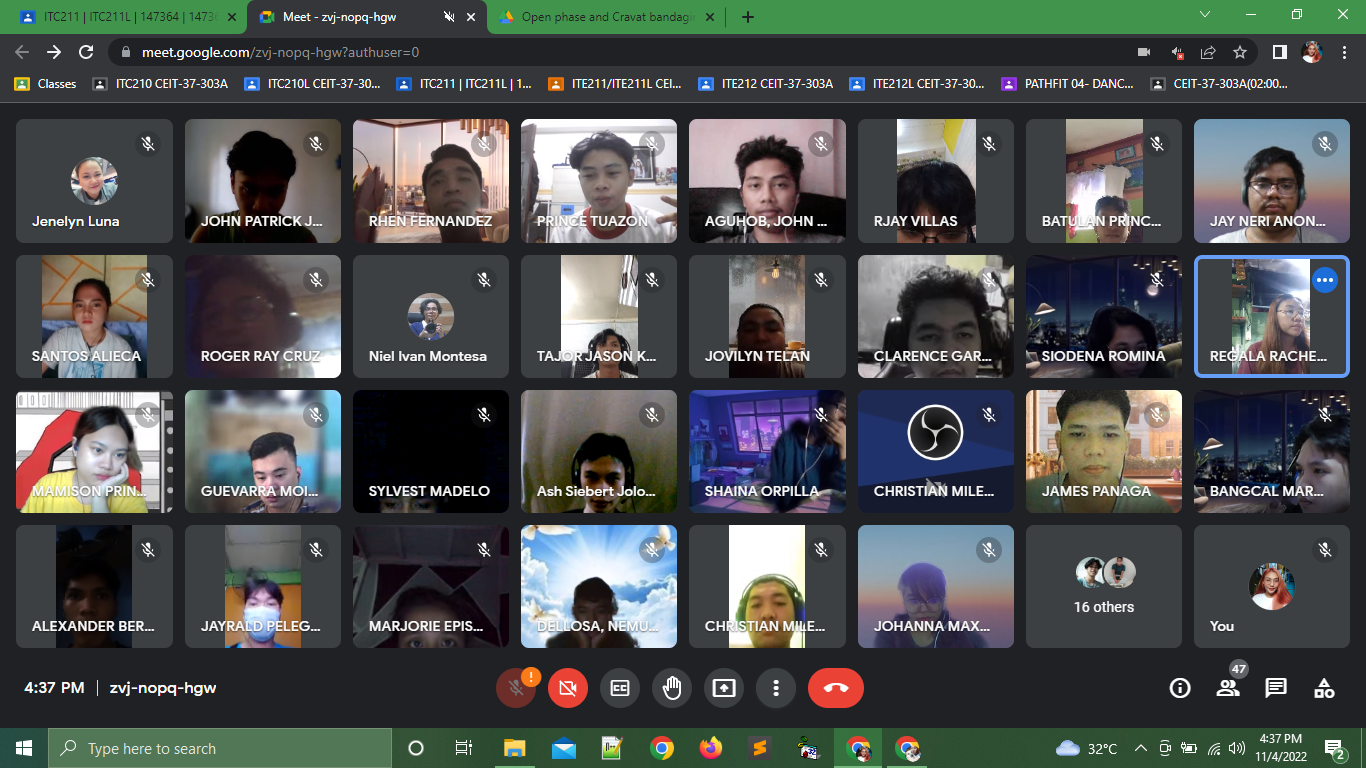 ITC211 | ITC211L | 147364 | 1473
Meet - zvj-nopq-hgw
Open phase and Cravat bandagin
meet.google.com/zvj-nopq-hgw?authuser=0
Classes
ITC210 CEIT-37-303A
ITC210L CEIT-37-30...
ITC211 | ITC211L | 1...
ITE211/ITE211L CEI...
ITE212 CEIT-37-303A
ITE212L CEIT-37-30...
PATHFIT 04- DANC...
CEIT-37-303A(02:00...
Jenelyn Luna
JOHN PATRICK J...
RHEN FERNANDEZ
PRINCE TUAZON
AGUHOB, JOHN ...
RJAY VILLAS
BATULAN PRINC...
JAY NERI ANON...
SANTOS ALIECA
ROGER RAY CRUZ
Niel Ivan Montesa
TAJOR JASON K...
JOVILYN TELAN
CLARENCE GAR...
SIODENA ROMINA
REGALA RACHE...
MAMISON PRIN...
GUEVARRA MOI...
SYLVEST MADELO
Ash Siebert Jolo...
SHAINA ORPILLA
CHRISTIAN MILE...
JAMES PANAGA
BANGCAL MAR...
ALEXANDER BER...
JAYRALD PELEG...
MARJORIE EPIS...
DELLOSA, NEMU...
CHRISTIAN MILE...
JOHANNA MAX...
16 others
You
4:37 PM | zvj-nopq-hgw
47
Type here to search
32°C
4:37 PM
11/4/2022
2